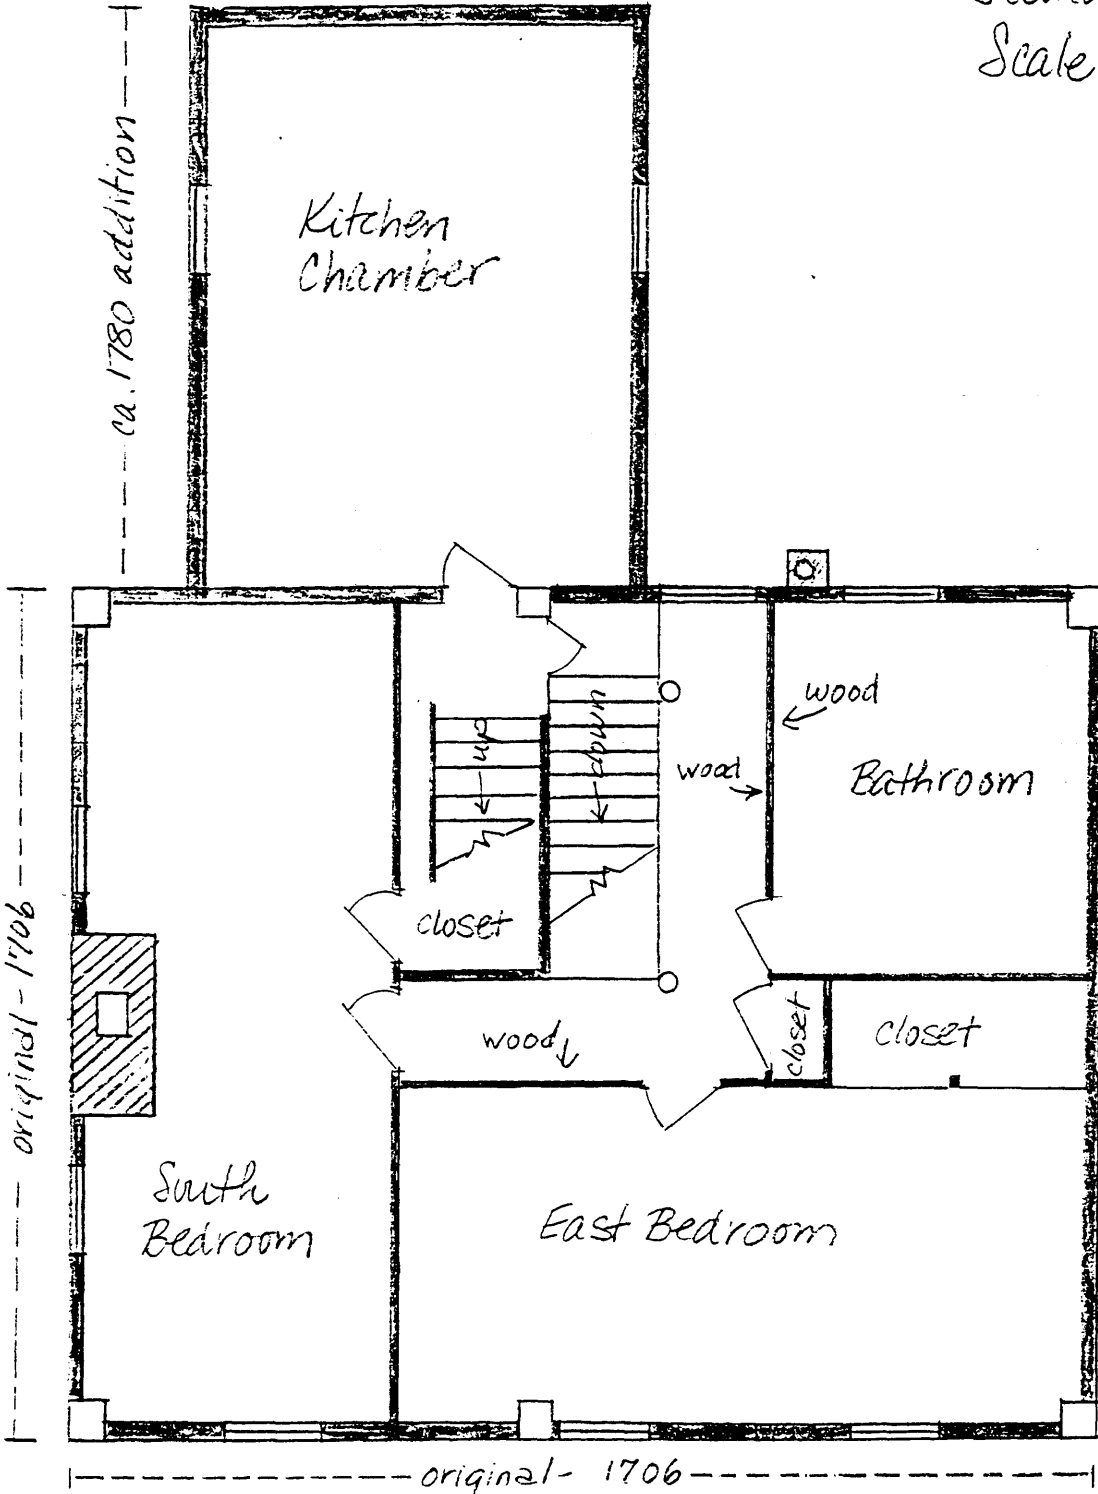 Scale
ca. 1780 addition
Kitchen
Chamber
wood
up
down
wood
Bathroom
closet
original - 1706
wood
closet
closet
South
Bedroom
East Bedroom
original - 1706